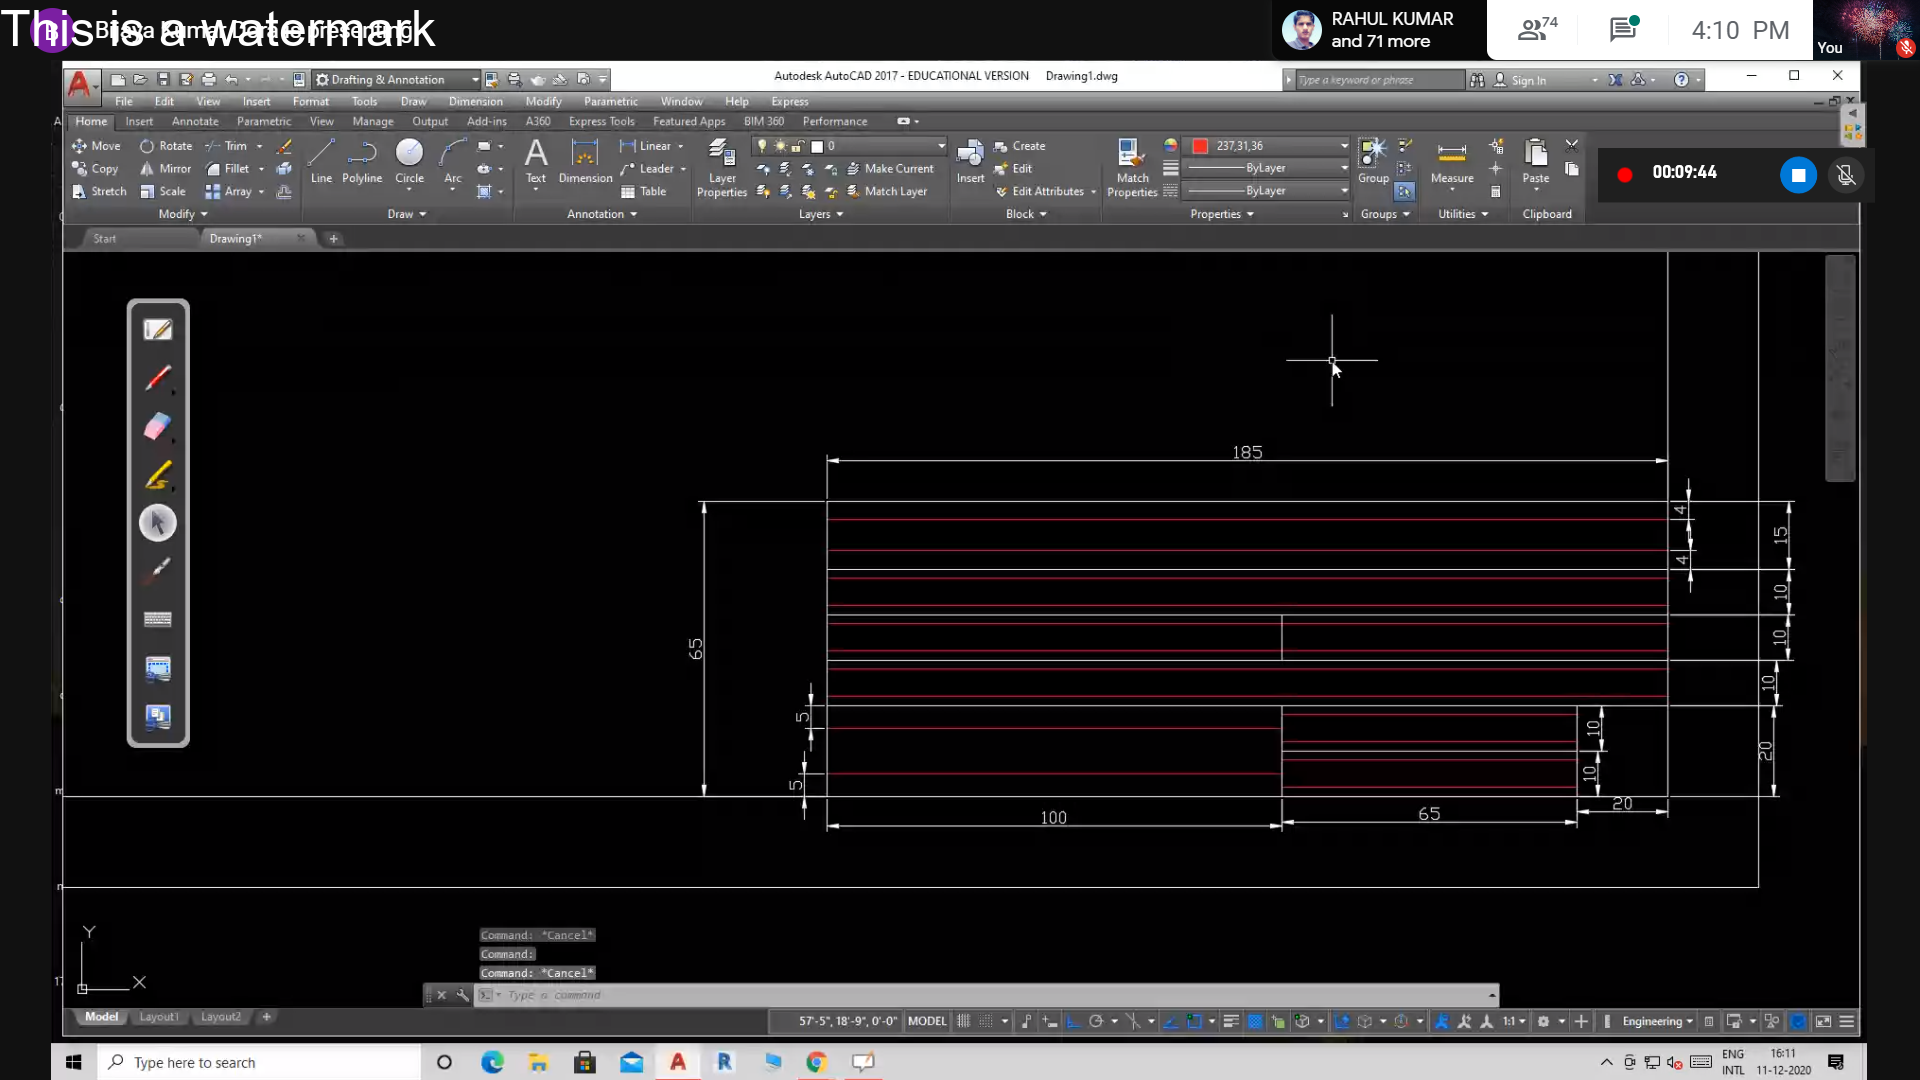 This is a watermark
B
Bijaya Kumar Dora is presenting
RAHUL KUMAR
and 71 more
74
4:10 PM
You
Drafting & Annotation
Autodesk AutoCAD 2017 - EDUCATIONAL VERSION Drawing1.dwg
Type a keyword or phrase
Sign In
File Edit View Insert Format Tools Draw Dimension Modify Parametric Window Help Express
Home Insert Annotate Parametric View Manage Output Add-ins A360 Express Tools Featured Apps BIM 360 Performance
Move Rotate Trim
Copy Mirror Fillet
Stretch Scale Array
Modify
Line Polyline Circle Arc
Draw
Text Dimension
Linear
Leader
Table
Annotation
Layer
Properties
0
Make Current
Match Layer
Layers
Insert
Create
Edit
Edit Attributes
Block
Match
Properties
237,31,36
ByLayer
ByLayer
Properties
Group
Groups
Measure
Utilities
Paste
Clipboard
00:09:44
Start Drawing1*
185
4
15
4
10
10
65
10
5
10
20
5
10
20
100
65
Y
X
Command: *Cancel*
Command:
Command: *Cancel*
Type a command
Model Layout1 Layout2 +
57'-5", 18'-9", 0'-0" MODEL
1:1
Engineering
Type here to search
ENG
INTL
16:11
11-12-2020